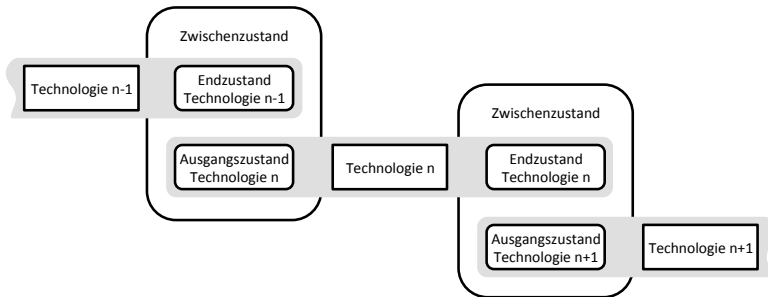 Zwischenzustand
Technologie n-1
Endzustand
Technologie n-1
Zwischenzustand
Ausgangszustand
Technologie n
Technologie n
Endzustand
Technologie n
Ausgangszustand
Technologie n+1
Technologie n+1